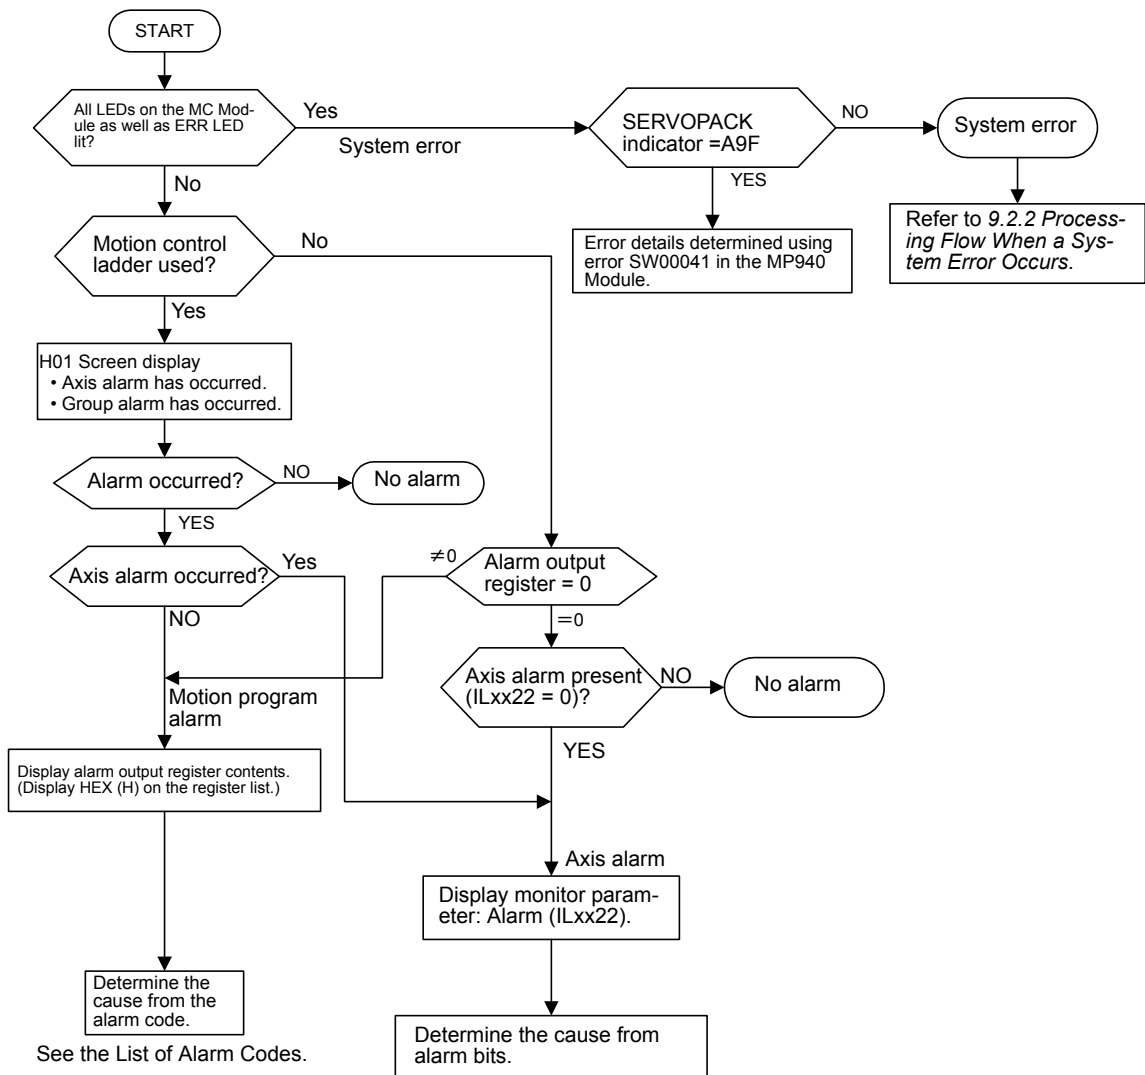 START
All LEDs on the MC Mod-
ule as well as ERR LED
lit?
Yes
System error
SERVOPACK
indicator =A9F
NO
System error
YES
No
Error details determined using
error SW00041 in the MP940
Module.
Refer to 9.2.2 Process-
ing Flow When a Sys-
tem Error Occurs.
Motion control
ladder used?
No
Yes
H01 Screen display
• Axis alarm has occurred.
• Group alarm has occurred.
Alarm occurred?
NO
No alarm
YES
Axis alarm occurred?
Yes
NO
≠0
Alarm output
register = 0
=0
Axis alarm present
(ILxx22 = 0)?
NO
No alarm
YES
Motion program
alarm
Display alarm output register contents.
(Display HEX (H) on the register list.)
Axis alarm
Display monitor param-
eter: Alarm (ILxx22).
Determine the
cause from the
alarm code.
See the List of Alarm Codes.
Determine the cause from
alarm bits.